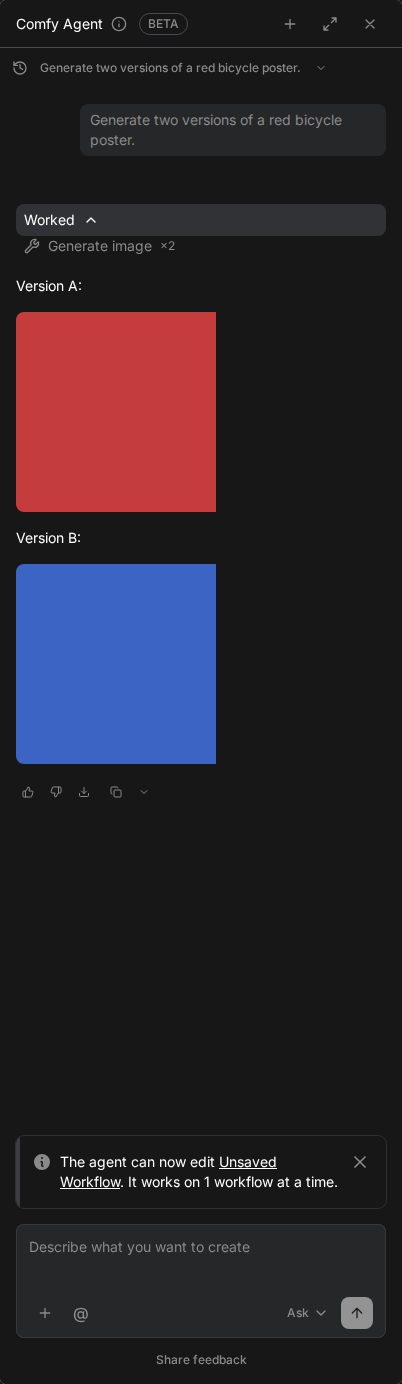 Comfy Agent BETA
Generate two versions of a red bicycle poster.
Generate two versions of a red bicycle
poster.
Worked
Generate image ×2
Version A:
Version B:
The agent can now edit Unsaved
Workflow. It works on 1 workflow at a time.
Describe what you want to create
@ Ask
Share feedback